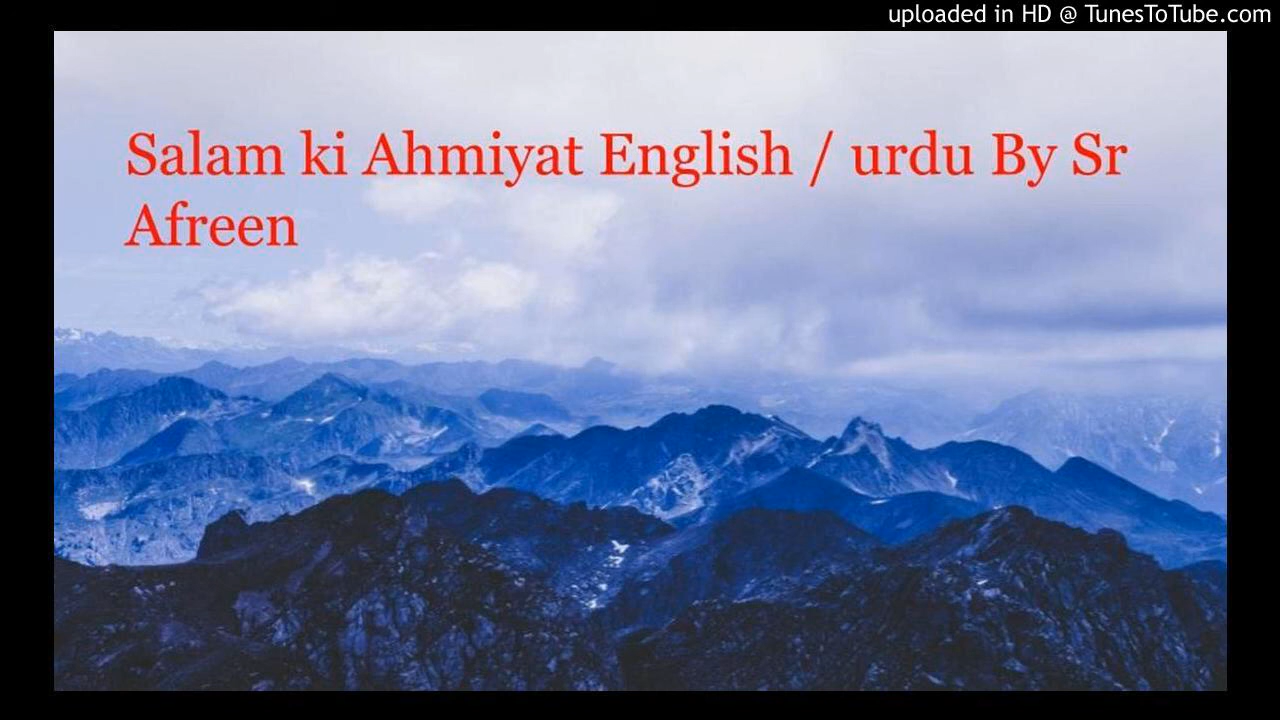 uploaded in HD @ TunesToTube.com
Salam ki Ahmiyat English / urdu By Sr
Afreen